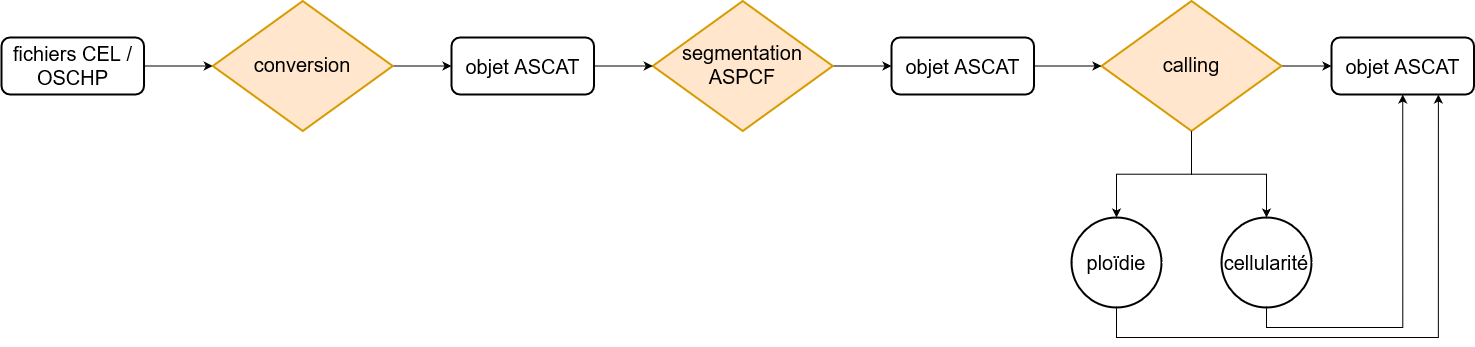 fichiers CEL /
OSCHP
conversion
objet ASCAT
segmentation
ASPCF
objet ASCAT
calling
objet ASCAT
ploïdie
cellularité